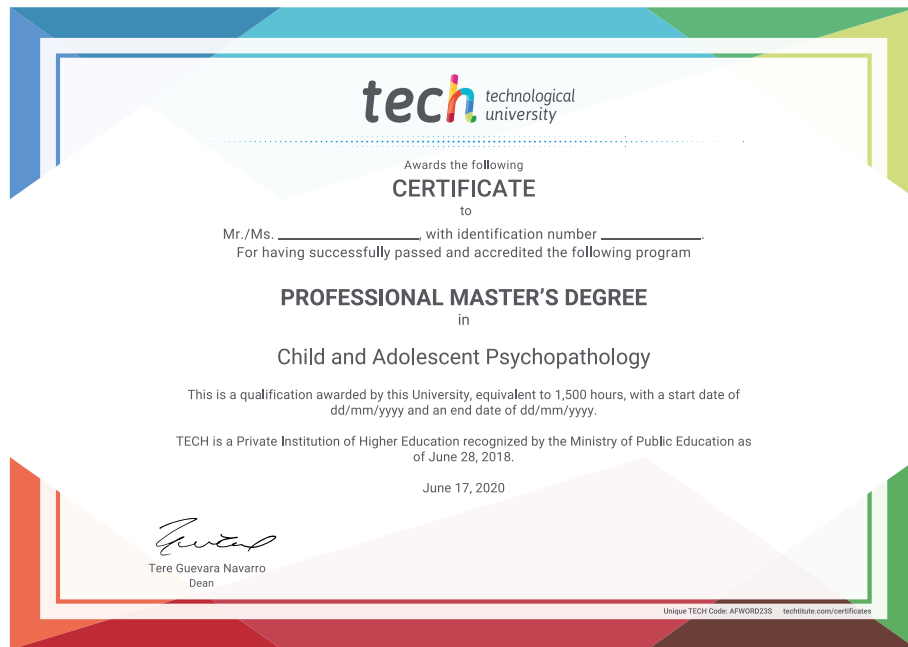 tech technological
university
Awards the following
CERTIFICATE
to
Mr./Ms. ____________________, with identification number ______________.
For having successfully passed and accredited the following program
PROFESSIONAL MASTER'S DEGREE
in
Child and Adolescent Psychopathology
This is a qualification awarded by this University, equivalent to 1,500 hours, with a start date of
dd/mm/yyyy and an end date of dd/mm/yyyy.
TECH is a Private Institution of Higher Education recognized by the Ministry of Public Education as
of June 28, 2018.
June 17, 2020
Tere Guevara Navarro
Dean
Unique TECH Code: AFWORD23S techtitute.com/certificates